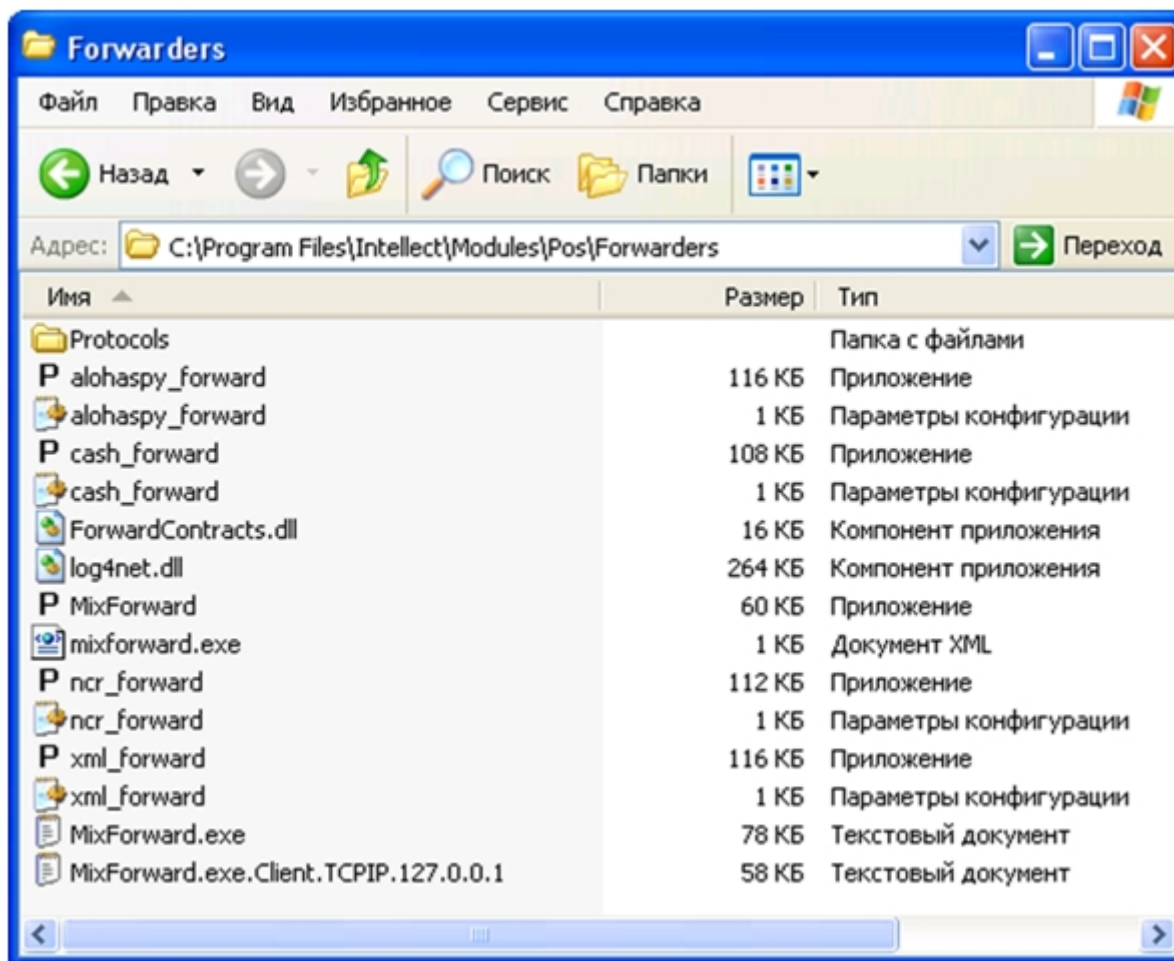 Forwarders
Файл Правка Вид Избранное Сервис Справка
Назад Поиск Папки
Адрес: C:\Program Files\Intellect\Modules\Pos\Forwarders Переход
Имя Размер Тип
Protocols Папка с файлами
P alohaspy_forward 116 КБ Приложение
alohaspy_forward 1 КБ Параметры конфигурации
P cash_forward 108 КБ Приложение
cash_forward 1 КБ Параметры конфигурации
ForwardContracts.dll 16 КБ Компонент приложения
log4net.dll 264 КБ Компонент приложения
P MixForward 60 КБ Приложение
mixforward.exe 1 КБ Документ XML
P ncr_forward 112 КБ Приложение
ncr_forward 1 КБ Параметры конфигурации
P xml_forward 116 КБ Приложение
xml_forward 1 КБ Параметры конфигурации
MixForward.exe 78 КБ Текстовый документ
MixForward.exe.Client.TCPIP.127.0.0.1 58 КБ Текстовый документ